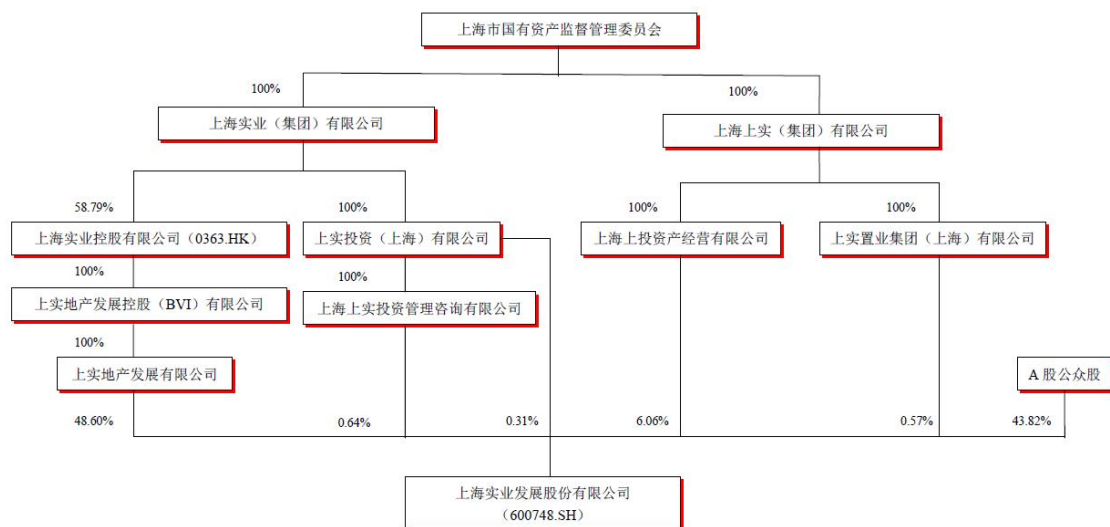 上海市国有资产监督管理委员会
100%
100%
上海实业（集团）有限公司
上海上实（集团）有限公司
58.79%
100%
100%
100%
上海实业控股有限公司（0363.HK）
上实投资（上海）有限公司
上海上投资产经营有限公司
上实置业集团（上海）有限公司
100%
100%
上实地产发展控股（BVI）有限公司
上海上实投资管理咨询有限公司
100%
上实地产发展有限公司
A 股公众股
48.60%
0.64%
0.31%
6.06%
0.57%
43.82%
上海实业发展股份有限公司
（600748.SH）